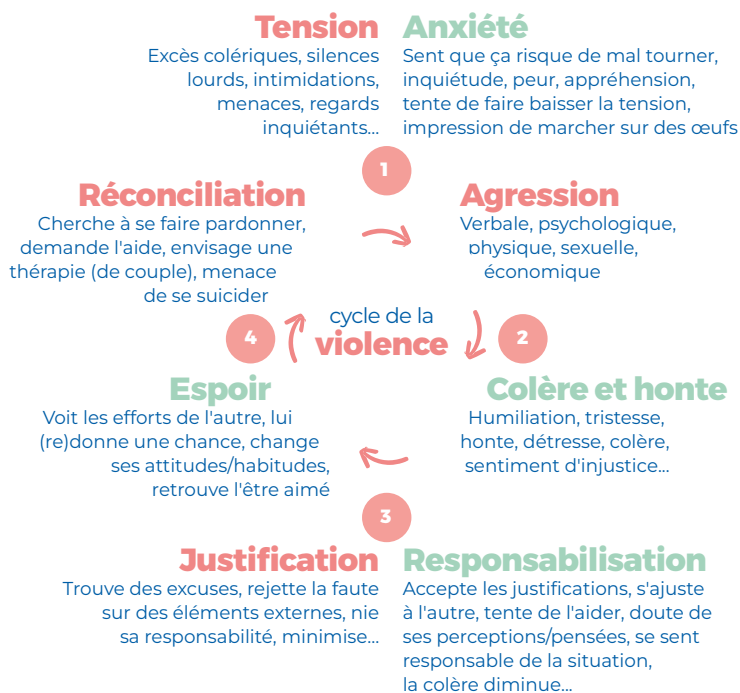 Tension
Excès colériques, silences
lourds, intimidations,
menaces, regards
inquiétants...
Anxiété
Sent que ça risque de mal tourner,
inquiétude, peur, appréhension,
tente de faire baisser la tension,
impression de marcher sur des œufs
1
Réconciliation
Cherche à se faire pardonner,
demande l'aide, envisage une
thérapie (de couple), menace
de se suicider
Agression
Verbale, psychologique,
physique, sexuelle,
économique
cycle de la
violence
4
2
Espoir
Voit les efforts de l'autre, lui
(re)donne une chance, change
ses attitudes/habitudes,
retrouve l'être aimé
Colère et honte
Humiliation, tristesse,
honte, détresse, colère,
sentiment d'injustice...
3
Justification
Trouve des excuses, rejette la faute
sur des éléments externes, nie
sa responsabilité, minimise...
Responsabilisation
Accepte les justifications, s'ajuste
à l'autre, tente de l'aider, doute de
ses perceptions/pensées, se sent
responsable de la situation,
la colère diminue...